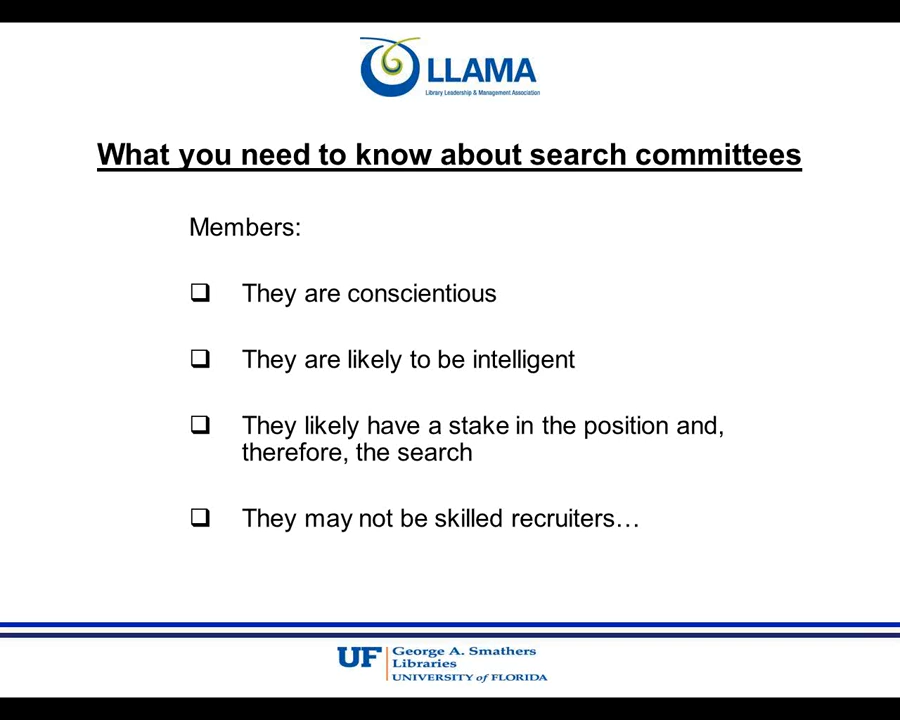 LLAMA
Library Leadership & Management Association
What you need to know about search committees
Members:
❑ They are conscientious
❑ They are likely to be intelligent
❑ They likely have a stake in the position and,
therefore, the search
❑ They may not be skilled recruiters…
UF George A. Smathers
Libraries
UNIVERSITY of FLORIDA